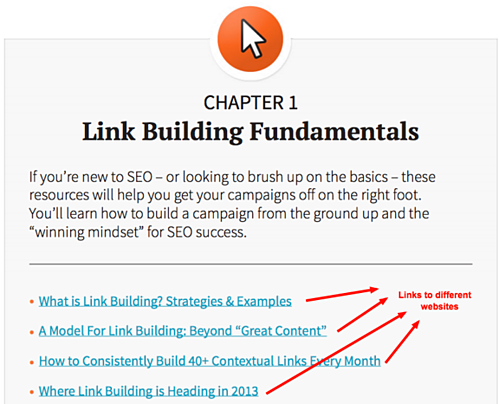 CHAPTER 1
Link Building Fundamentals
If you’re new to SEO – or looking to brush up on the basics – these
resources will help you get your campaigns off on the right foot.
You’ll learn how to build a campaign from the ground up and the
“winning mindset” for SEO success.
• What is Link Building? Strategies & Examples
• A Model For Link Building: Beyond “Great Content”
• How to Consistently Build 40+ Contextual Links Every Month
• Where Link Building is Heading in 2013
Links to different
websites